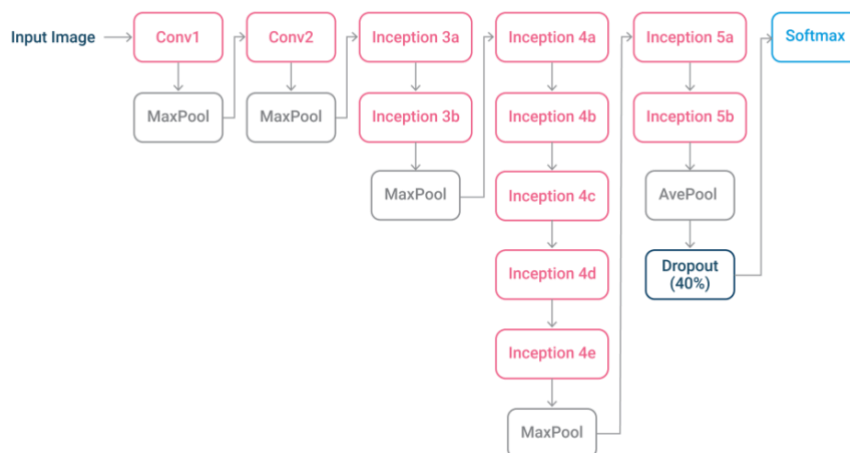 Input Image
Conv1
MaxPool
Conv2
MaxPool
Inception 3a
Inception 3b
MaxPool
Inception 4a
Inception 4b
Inception 4c
Inception 4d
Inception 4e
MaxPool
Inception 5a
Inception 5b
AvePool
Dropout
(40%)
Softmax